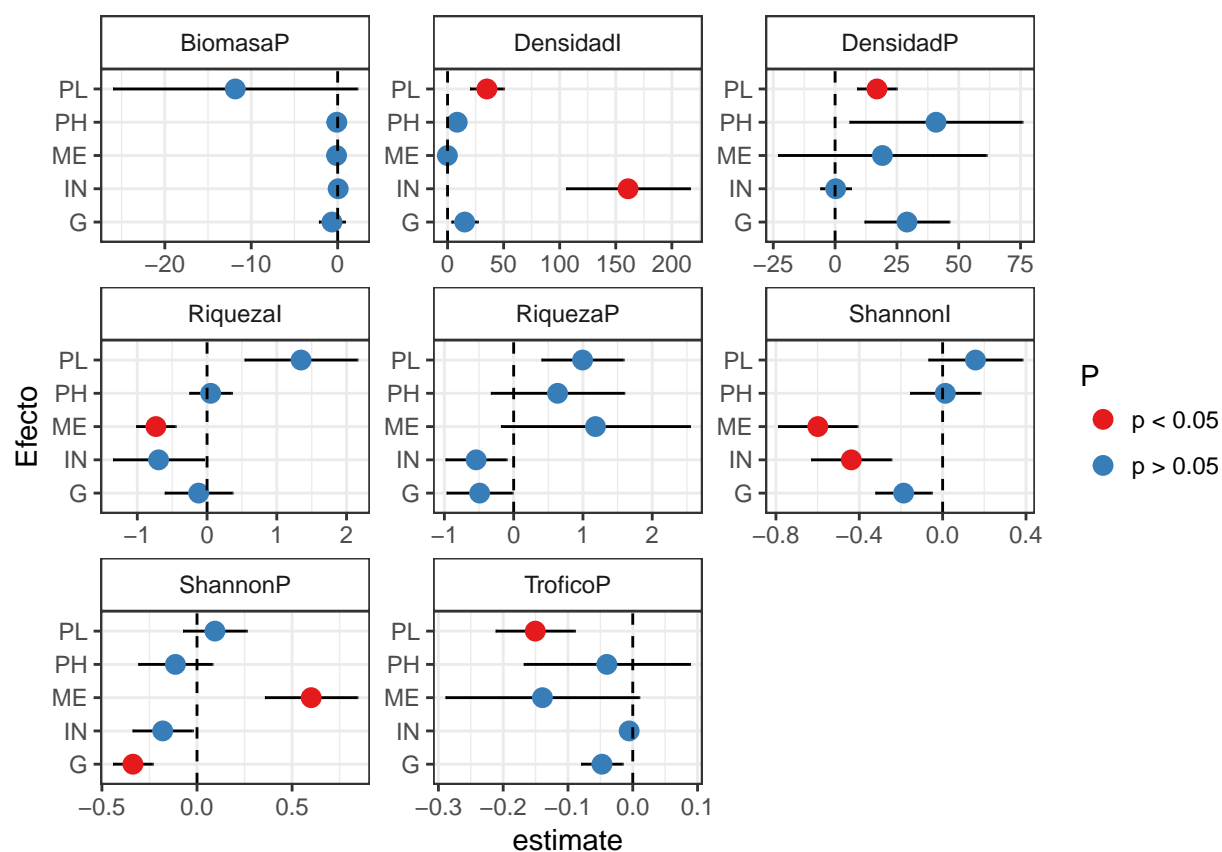 BiomasaP DensidadI DensidadP
PL PL PL
PH PH PH
ME ME ME
IN IN IN
G G G
−20 −10 0 0 50 100 150 200 −25 0 25 50 75
RiquezaI RiquezaP ShannonI
PL PL PL
PH PH PH
ME ME ME
IN IN IN
G G G
−1 0 1 2 −1 0 1 2 −0.8 −0.4 0.0 0.4
ShannonP TroficoP
PL PL
PH PH
ME ME
IN IN
G G
−0.5 0.0 0.5 −0.3 −0.2 −0.1 0.0 0.1
estimate
Efecto
P
p < 0.05
p > 0.05